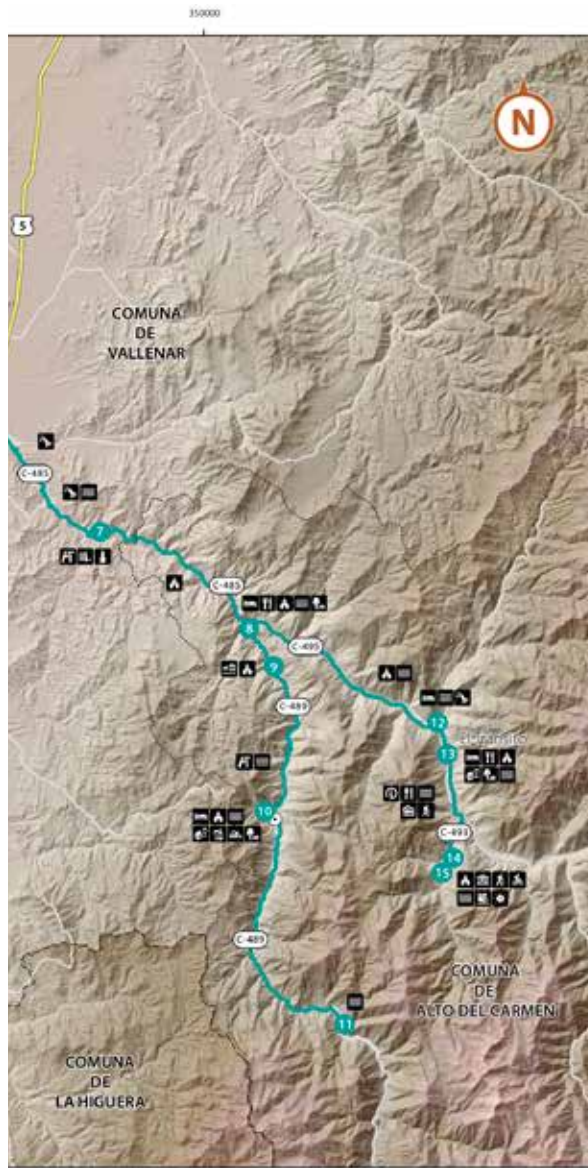 350000
N
5
COMUNA
DE
VALLENAR
C-485
7
C-485
8
C-495
9
C-489
12
13
10
C-493
14
15
C-489
COMUNA
DE
ALTO DEL CARMEN
11
COMUNA
DE
LA HIGUERA